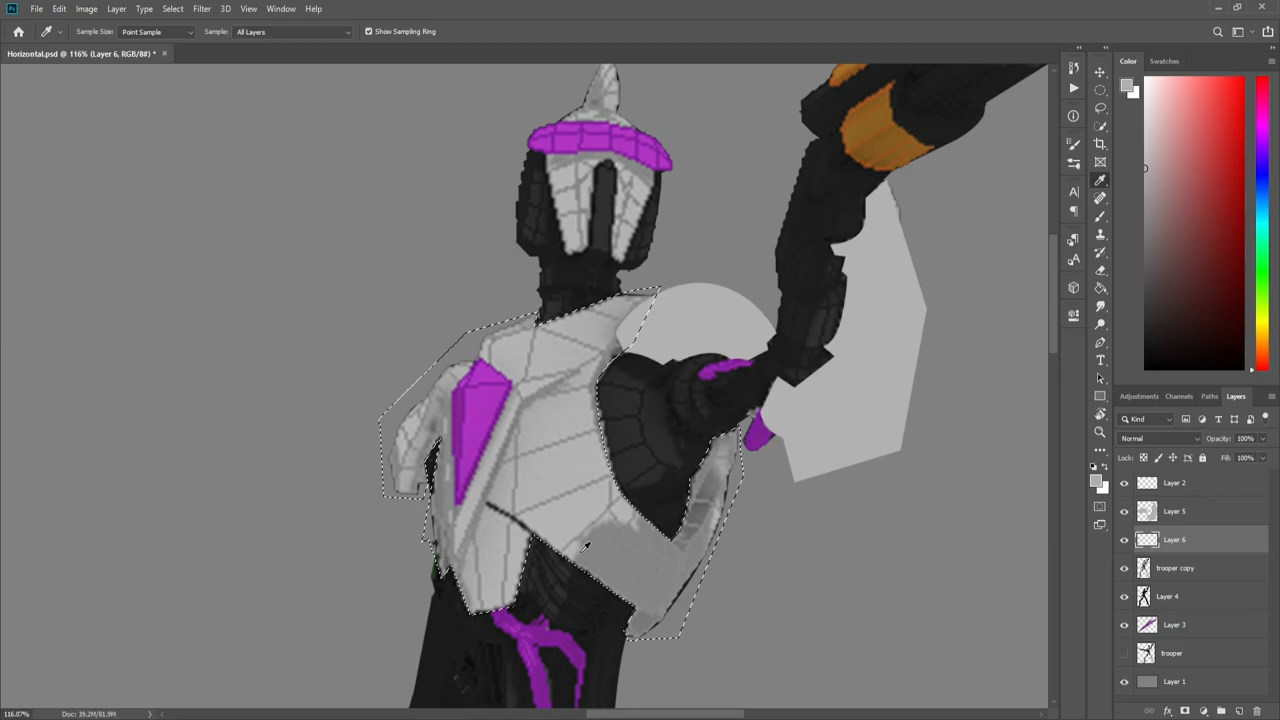 Ps File Edit Image Layer Type Select Filter 3D View Window Help
Sample Size: Point Sample Sample: All Layers Show Sampling Ring
Horizontal.psd @ 116% (Layer 6, RGB/8#) * ×
Color Swatches
Adjustments Channels Paths Layers
Kind
Normal Opacity: 100%
Lock: Fill: 100%
Layer 2
Layer 5
Layer 6
trooper copy
Layer 4
Layer 3
trooper
Layer 1
116.07% Doc: 39.2M/81.9M